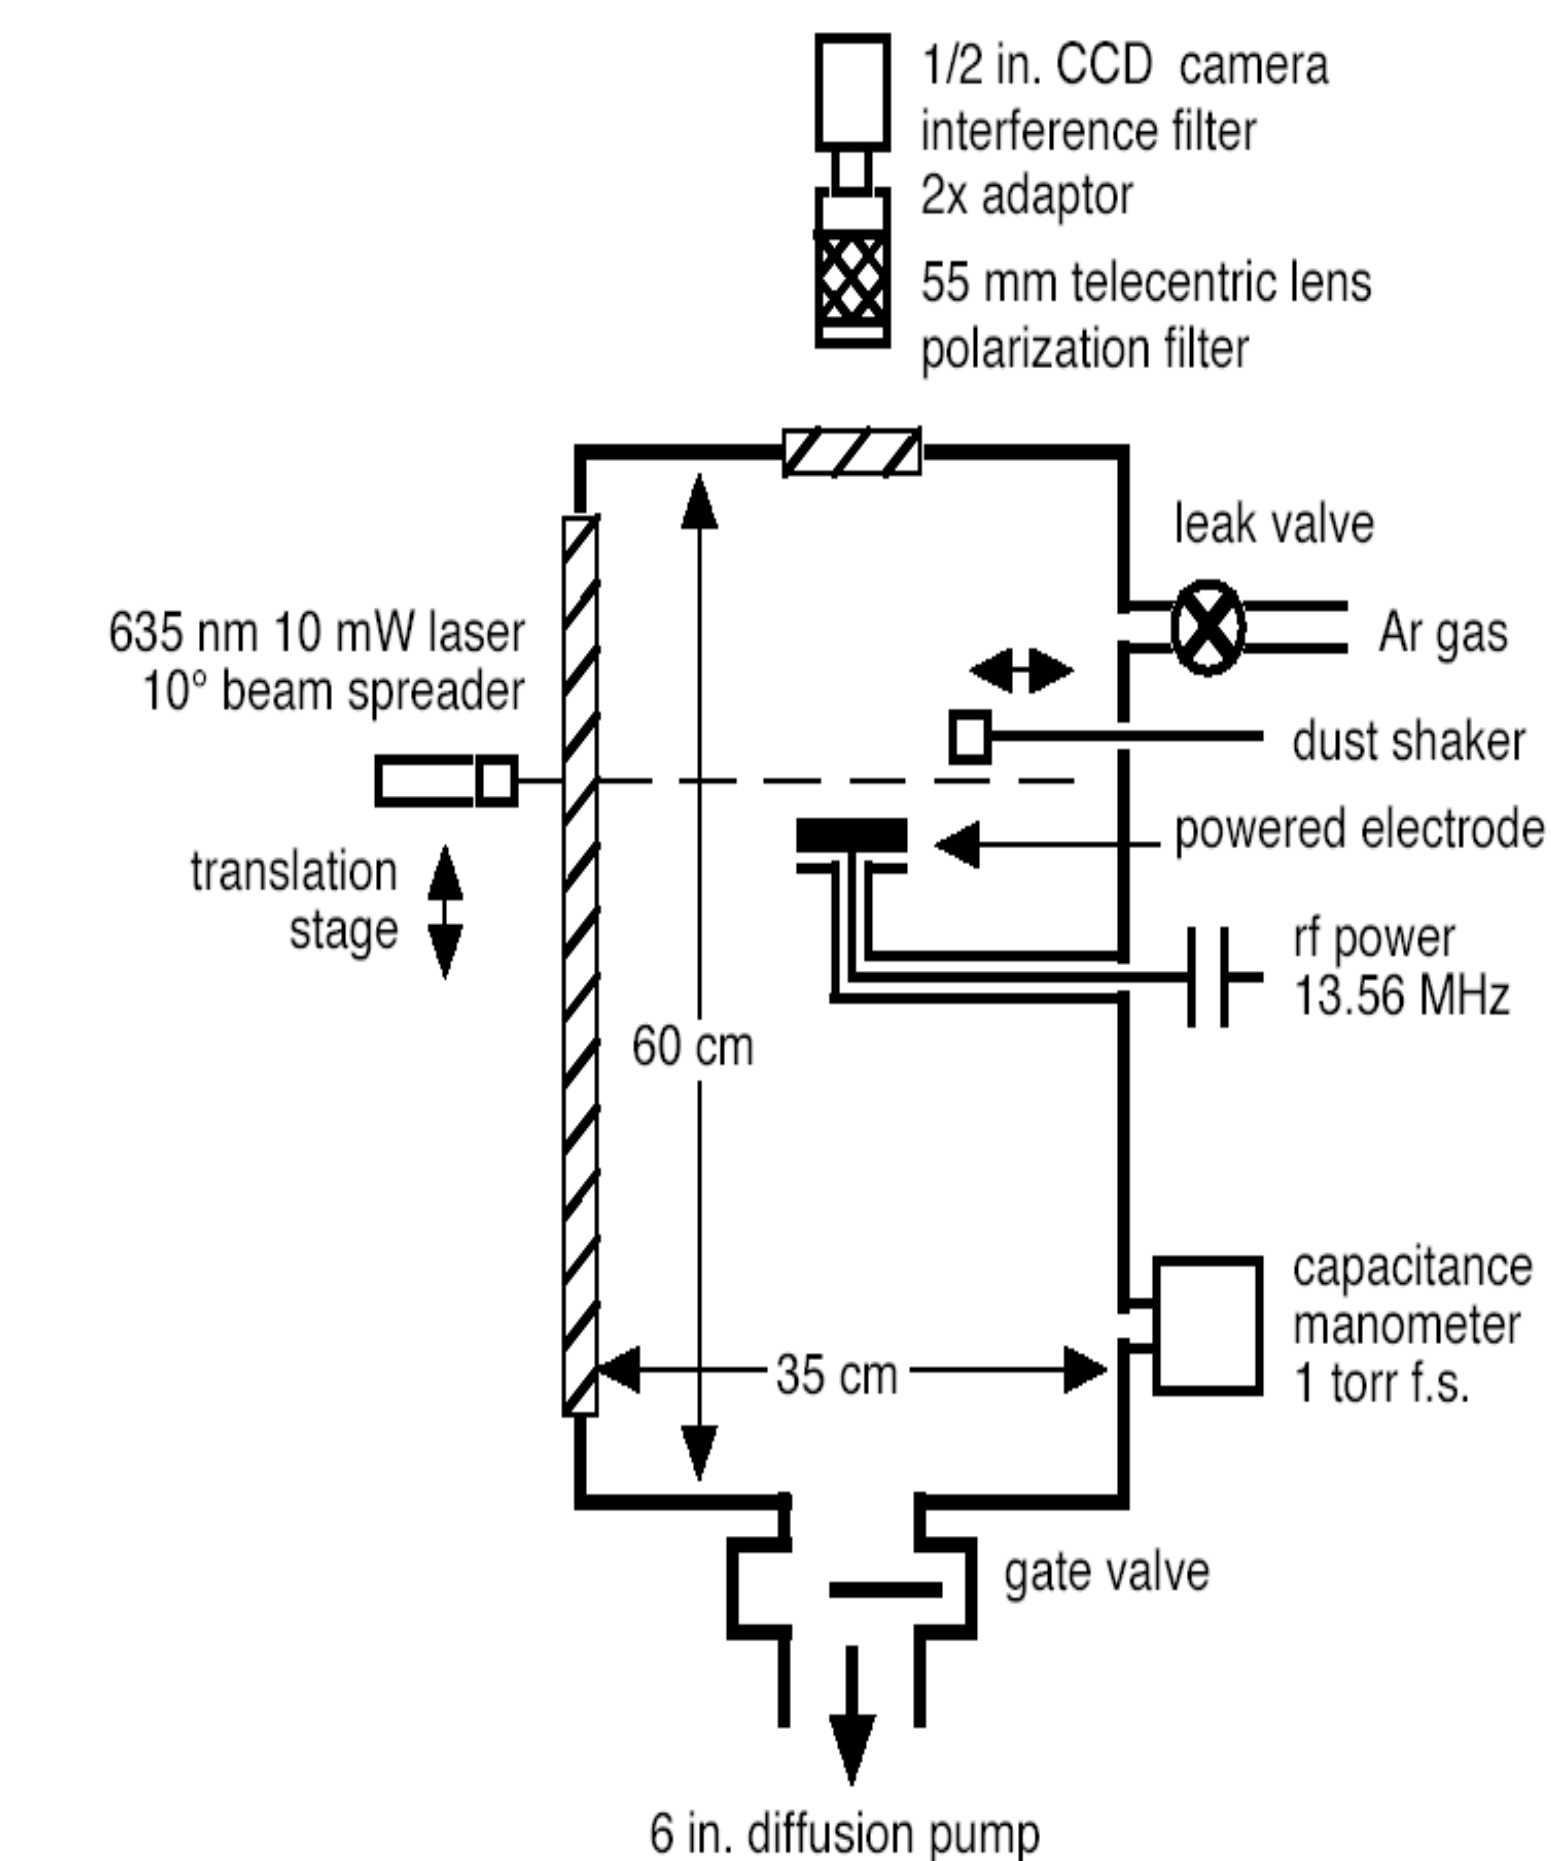 1/2 in. CCD camera
interference filter
2x adaptor
55 mm telecentric lens
polarization filter
leak valve
Ar gas
635 nm 10 mW laser
10° beam spreader
dust shaker
powered electrode
translation
stage
rf power
13.56 MHz
60 cm
capacitance
manometer
1 torr f.s.
35 cm
gate valve
6 in. diffusion pump